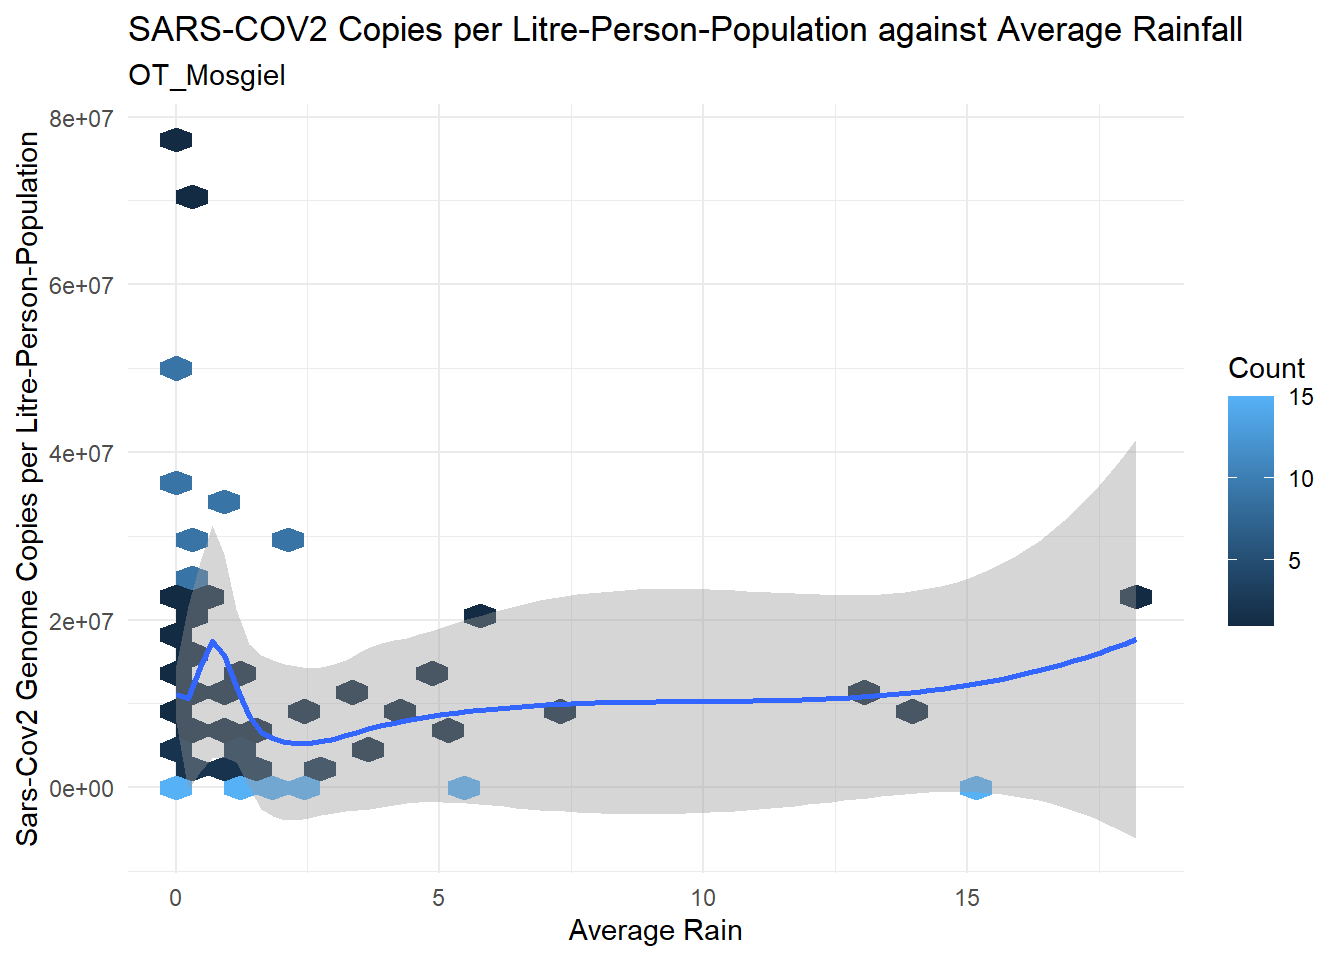 SARS-COV2 Copies per Litre-Person-Population against Average Rainfall
OT_Mosgiel
Sars-Cov2 Genome Copies per Litre-Person-Population
8e+07
6e+07
4e+07
2e+07
0e+00
0
5
10
15
Average Rain
Count
15
10
5